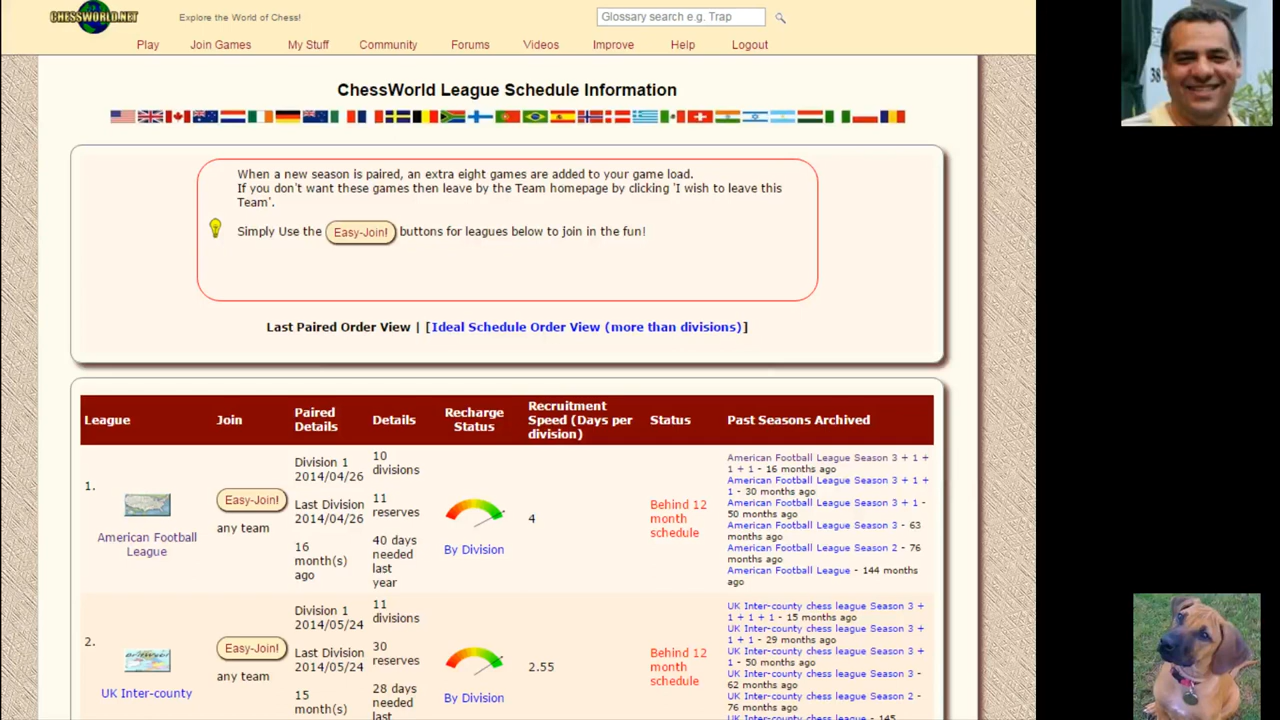 CHESSWORLD.NET
Explore the World of Chess!
Glossary search e.g. Trap
Play Join Games My Stuff Community Forums Videos Improve Help Logout
38
ChessWorld League Schedule Information
When a new season is paired, an extra eight games are added to your game load.
If you don't want these games then leave by the Team homepage by clicking 'I wish to leave this
Team'.
Simply Use the Easy-Join! buttons for leagues below to join in the fun!
Last Paired Order View | [Ideal Schedule Order View (more than divisions)]
League
Join
Paired
Details
Details
Recharge
Status
Recruitment
Speed (Days per
division)
Status
Past Seasons Archived
1.
American Football
League
Easy-Join!
any team
Division 1
2014/04/26
Last Division
2014/04/26
16
month(s)
ago
10
divisions
11
reserves
40 days
needed
last
year
By Division
4
Behind 12
month
schedule
American Football League Season 3 + 1 +
1 + 1 - 16 months ago
American Football League Season 3 + 1 +
1 - 30 months ago
American Football League Season 3 + 1 -
50 months ago
American Football League Season 3 - 63
months ago
American Football League Season 2 - 76
months ago
American Football League - 144 months
ago
2.
UK Inter-county
Easy-Join!
any team
Division 1
2014/05/24
Last Division
2014/05/24
15
month(s)
11
divisions
30
reserves
28 days
needed
last
By Division
2.55
Behind 12
month
schedule
UK Inter-county chess league Season 3 +
1 + 1 + 1 - 15 months ago
UK Inter-county chess league Season 3 +
1 + 1 - 29 months ago
UK Inter-county chess league Season 3 +
1 - 50 months ago
UK Inter-county chess league Season 3 -
62 months ago
UK Inter-county chess league Season 2 -
76 months ago
UK Inter-county chess league - 145